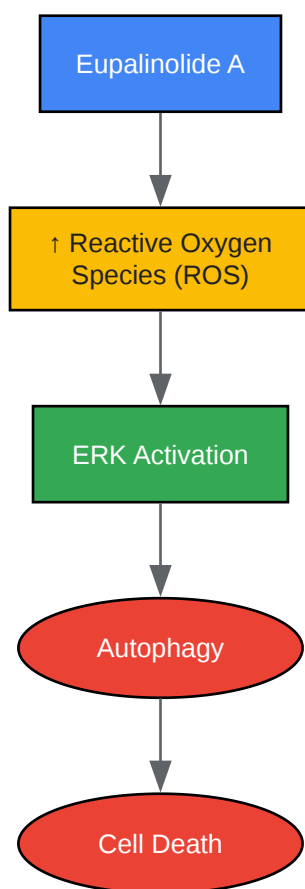 Eupalinolide A
↑ Reactive Oxygen
Species (ROS)
ERK Activation
Autophagy
Cell Death